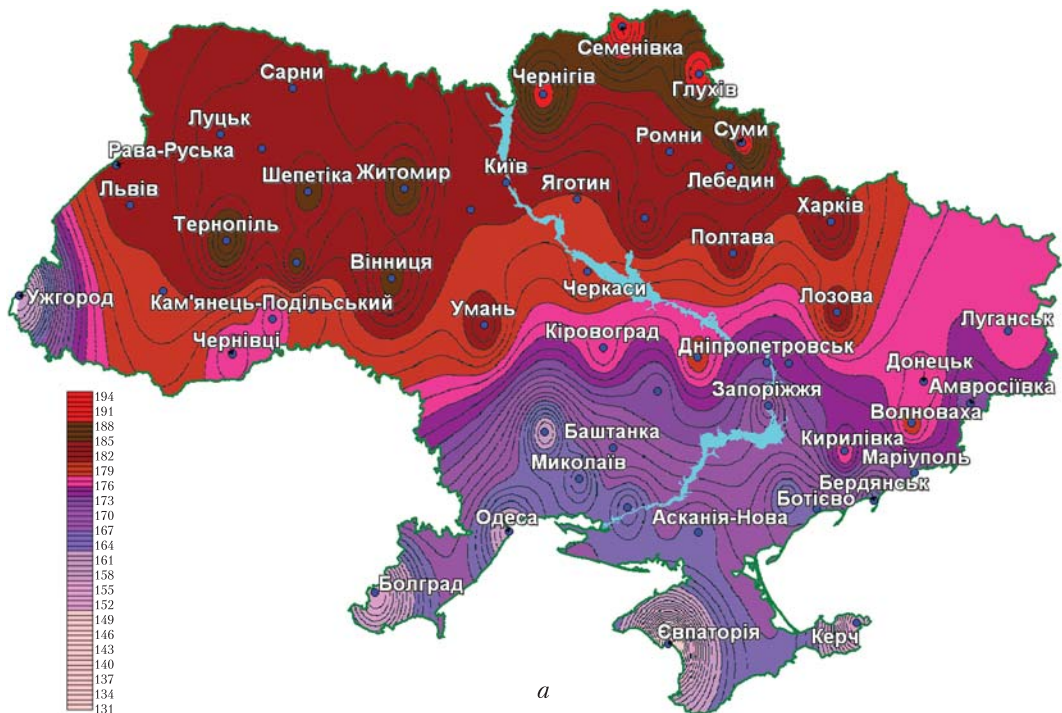 Семенівка
Чернігів
Глухів
Сарни
Суми
Ромни
Луцьк
Рава-Руська
Київ
Лебедин
Шепетіка
Житомир
Яготин
Львів
Харків
Тернопіль
Полтава
Вінниця
Ужгород
Кам'янець-Подільський
Черкаси
Лозова
Умань
Луганськ
Чернівці
Кіровоград
Дніпропетровськ
Донецьк
Запоріжжя
Амвросіївка
Волноваха
Баштанка
Кирилівка
Миколаїв
Маріуполь
Бердянськ
Ботієво
Одеса
Асканія-Нова
Болград
Євпаторія
Керч
194
191
188
185
182
179
176
173
170
167
164
161
158
155
152
149
146
143
140
137
134
131
а